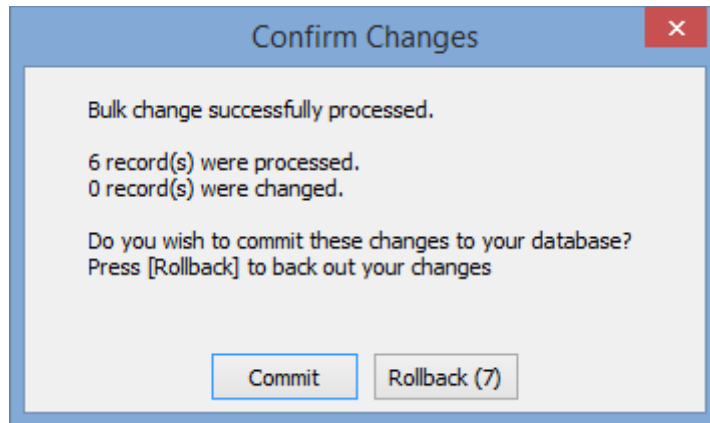 Confirm Changes
Bulk change successfully processed.
6 record(s) were processed.
0 record(s) were changed.
Do you wish to commit these changes to your database?
Press [Rollback] to back out your changes
Commit
Rollback (7)